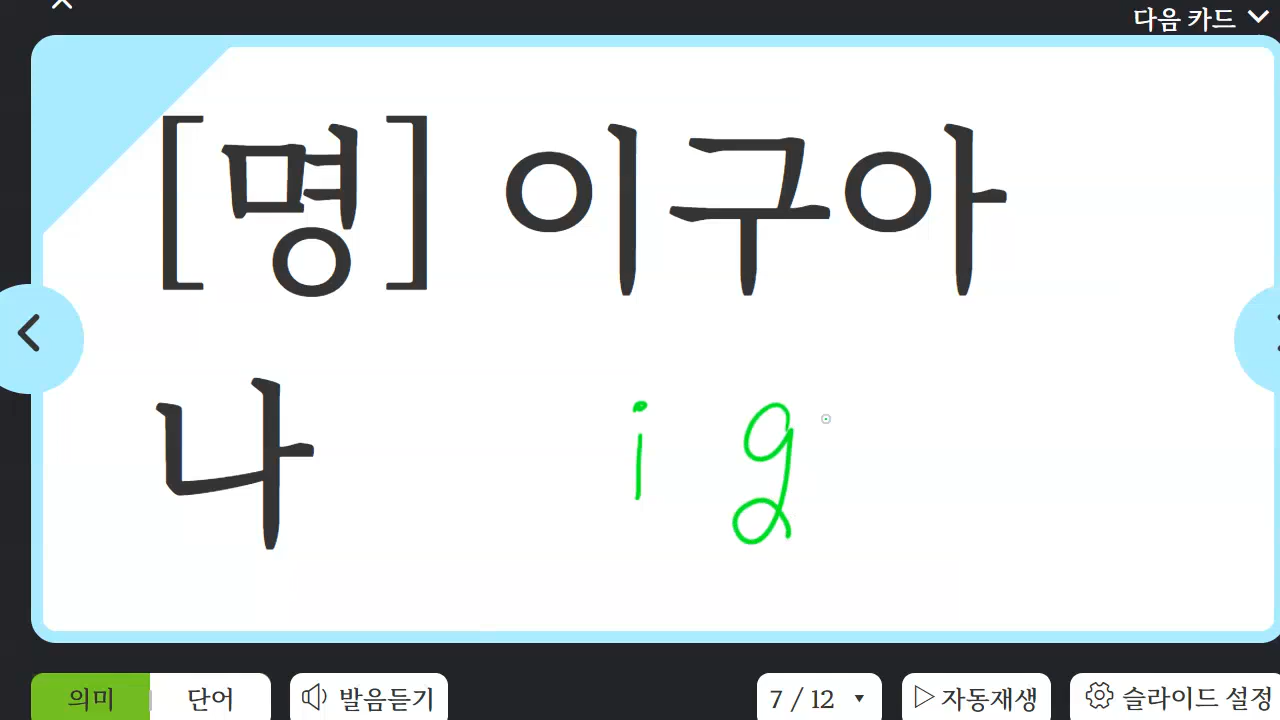 다음 카드
[명] 이구아
나
i g
의미
단어
발음듣기
7 / 12
자동재생
슬라이드 설정